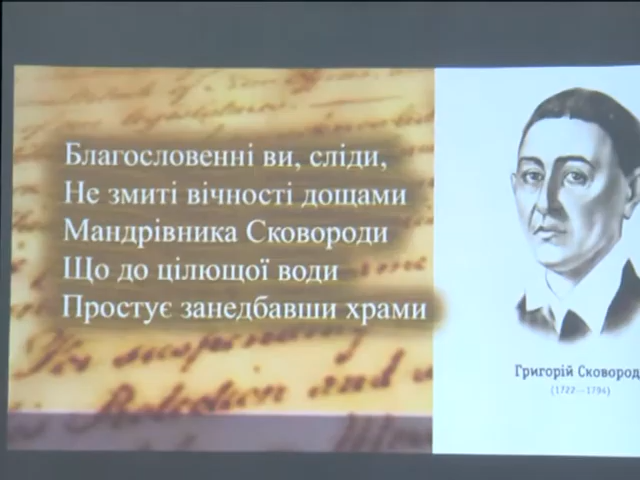 Благословенні ви, сліди,
Не змиті вічності дощами
Мандрівника Сковороди
Що до цілющої води
Простує занедбавши храми
Григорій Сковород
(1722—1794)
and